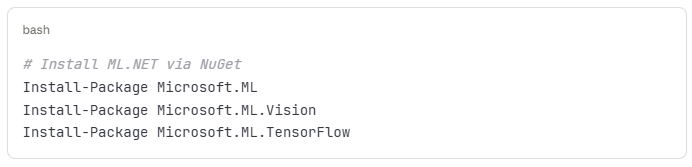 bash
# Install ML.NET via NuGet
Install-Package Microsoft.ML
Install-Package Microsoft.ML.Vision
Install-Package Microsoft.ML.TensorFlow